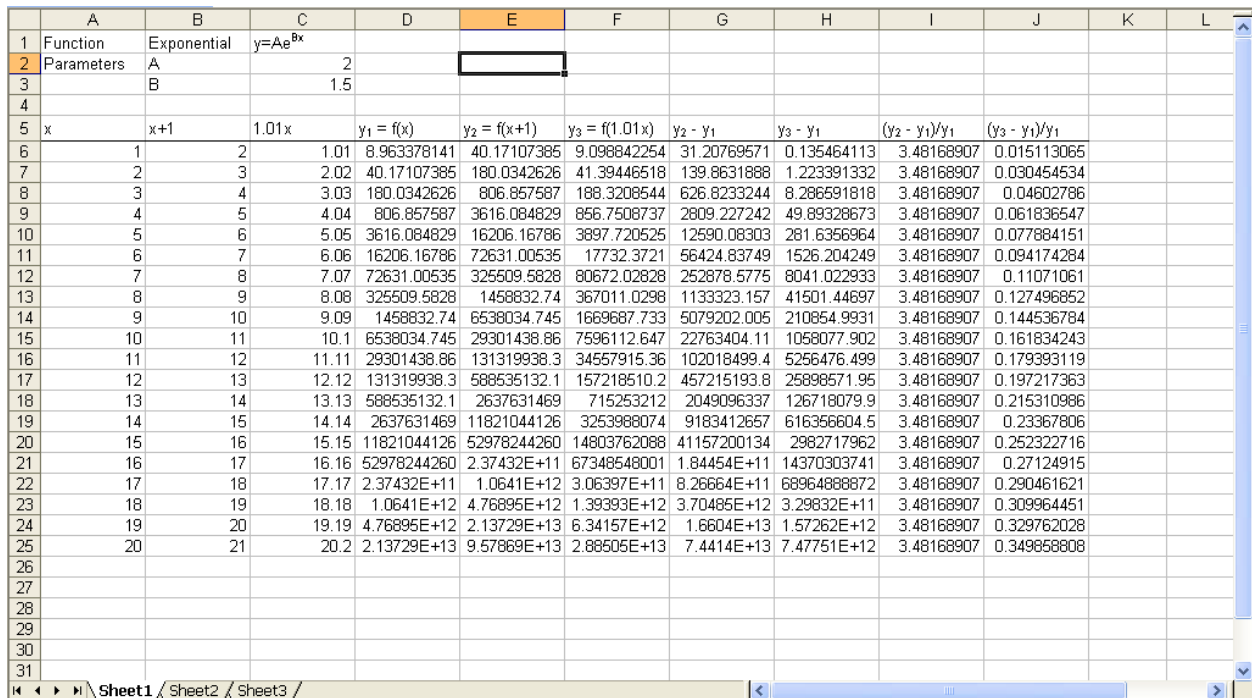 A B C D E F G H I J K L
1 Function Exponential y=Ae^Bx
2 Parameters A 2
3 B 1.5
4
5 x x+1 1.01x y₁ = f(x) y₂ = f(x+1) y₃ = f(1.01x) y₂ - y₁ y₃ - y₁ (y₂ - y₁)/y₁ (y₃ - y₁)/y₁
6 1 2 1.01 8.963378141 40.17107385 9.098842254 31.20769571 0.135464113 3.48168907 0.015113065
7 2 3 2.02 40.17107385 180.0342626 41.39446518 139.8631888 1.223391332 3.48168907 0.030454534
8 3 4 3.03 180.0342626 806.857587 188.3208544 626.8233244 8.286591818 3.48168907 0.04602786
9 4 5 4.04 806.857587 3616.084829 856.7508737 2809.227242 49.89328673 3.48168907 0.061836547
10 5 6 5.05 3616.084829 16206.16786 3897.720525 12590.08303 281.6356964 3.48168907 0.077884151
11 6 7 6.06 16206.16786 72631.00535 17732.3721 56424.83749 1526.204249 3.48168907 0.094174284
12 7 8 7.07 72631.00535 325509.5828 80672.02828 252878.5775 8041.022933 3.48168907 0.11071061
13 8 9 8.08 325509.5828 1458832.74 367011.0298 1133323.157 41501.44697 3.48168907 0.127496852
14 9 10 9.09 1458832.74 6538034.745 1669687.733 5079202.005 210854.9931 3.48168907 0.144536784
15 10 11 10.1 6538034.745 29301438.86 7596112.647 22763404.11 1058077.902 3.48168907 0.161834243
16 11 12 11.11 29301438.86 131319938.3 34557915.36 102018499.4 5256476.499 3.48168907 0.179393119
17 12 13 12.12 131319938.3 588535132.1 157218510.2 457215193.8 25898571.95 3.48168907 0.197217363
18 13 14 13.13 588535132.1 2637631469 715253212 2049096337 126718079.9 3.48168907 0.215310986
19 14 15 14.14 2637631469 11821044126 3253988074 9183412657 616356604.5 3.48168907 0.23367806
20 15 16 15.15 11821044126 52978244260 14803762088 41157200134 2982717962 3.48168907 0.252322716
21 16 17 16.16 52978244260 2.37432E+11 67348548001 1.84454E+11 14370303741 3.48168907 0.27124915
22 17 18 17.17 2.37432E+11 1.0641E+12 3.06397E+11 8.26664E+11 68964888872 3.48168907 0.290461621
23 18 19 18.18 1.0641E+12 4.76895E+12 1.39393E+12 3.70485E+12 3.29832E+11 3.48168907 0.309964451
24 19 20 19.19 4.76895E+12 2.13729E+13 6.34157E+12 1.6604E+13 1.57262E+12 3.48168907 0.329762028
25 20 21 20.2 2.13729E+13 9.57869E+13 2.88505E+13 7.4414E+13 7.47751E+12 3.48168907 0.349858808
26
27
28
29
30
31
Sheet1 / Sheet2 / Sheet3 /